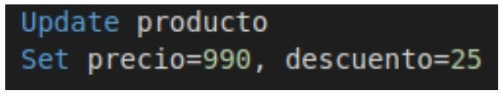 Update producto
Set precio=990, descuento=25